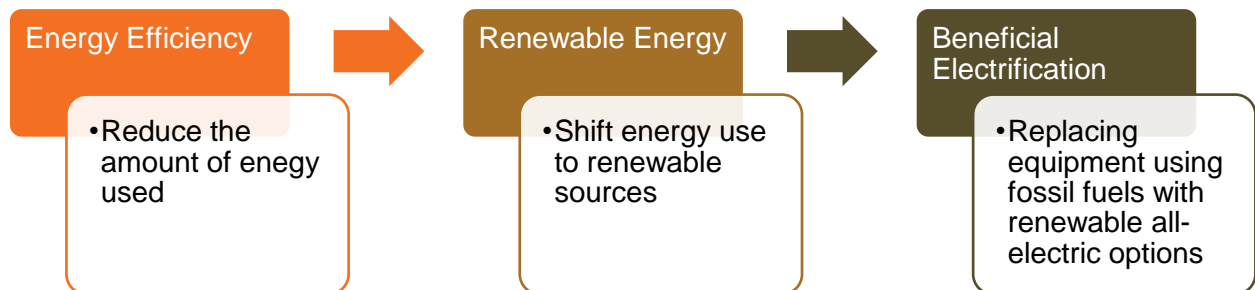 Energy Efficiency
•Reduce the
amount of enegy
used
Renewable Energy
•Shift energy use
to renewable
sources
Beneficial
Electrification
•Replacing
equipment using
fossil fuels with
renewable all-
electric options